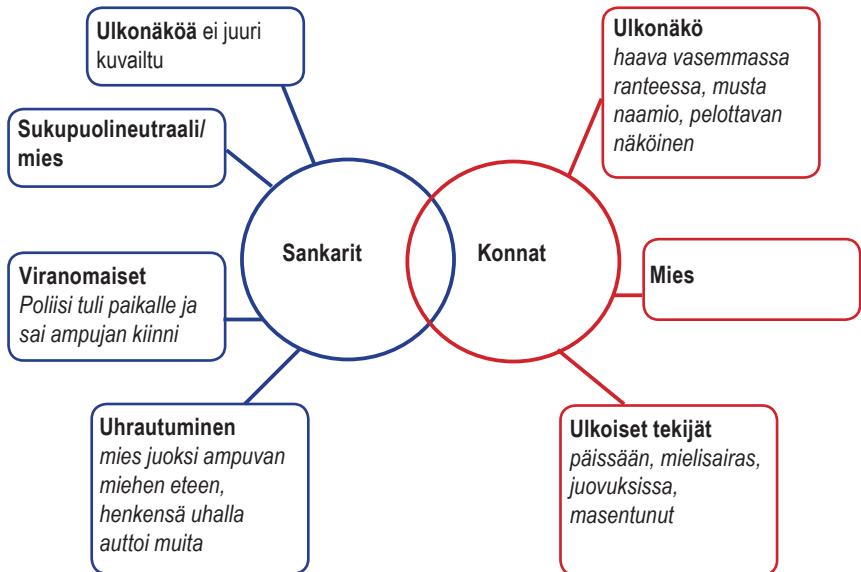 Ulkonäköä ei juuri
kuvailtu
Sukupuolineutraali/
mies
Viranomaiset
Poliisi tuli paikalle ja
sai ampujan kiinni
Uhrautuminen
mies juoksi ampuvan
miehen eteen,
henkensä uhalla
auttoi muita
Sankarit
Konnat
Ulkonäkö
haava vasemmassa
ranteessa, musta
naamio, pelottavan
näköinen
Mies
Ulkoiset tekijät
päissään, mielisairas,
juovuksissa,
masentunut